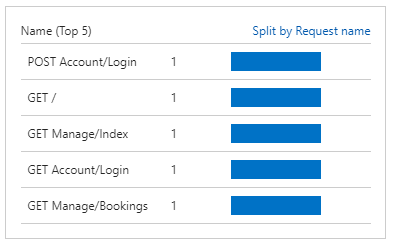 Name (Top 5) Split by Request name
POST Account/Login 1
GET / 1
GET Manage/Index 1
GET Account/Login 1
GET Manage/Bookings 1